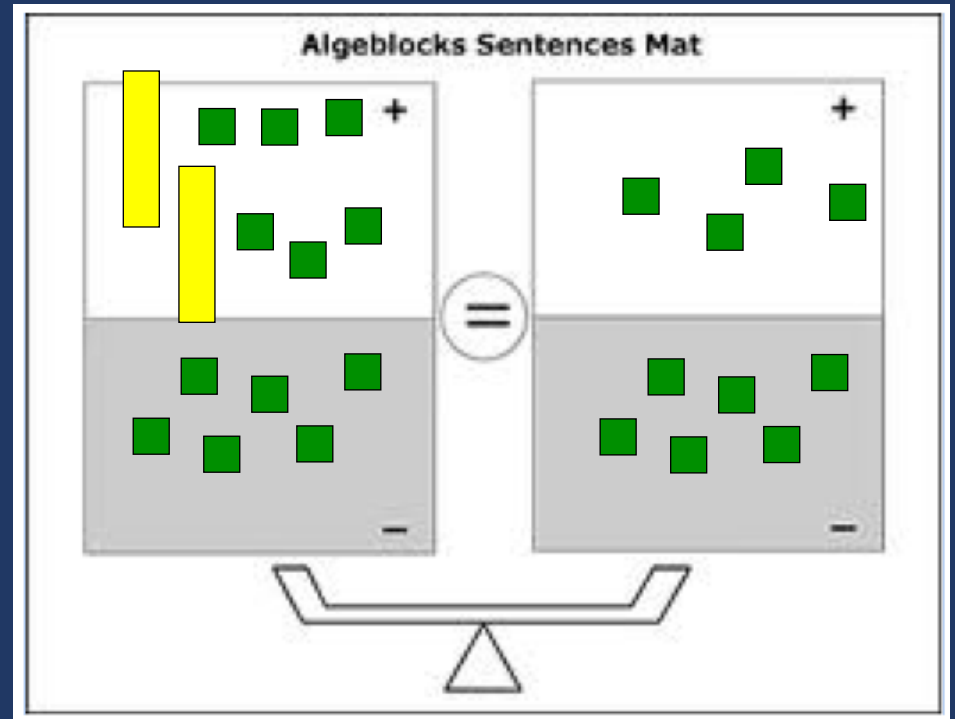 Algeblocks Sentences Mat
+ +
=
− −